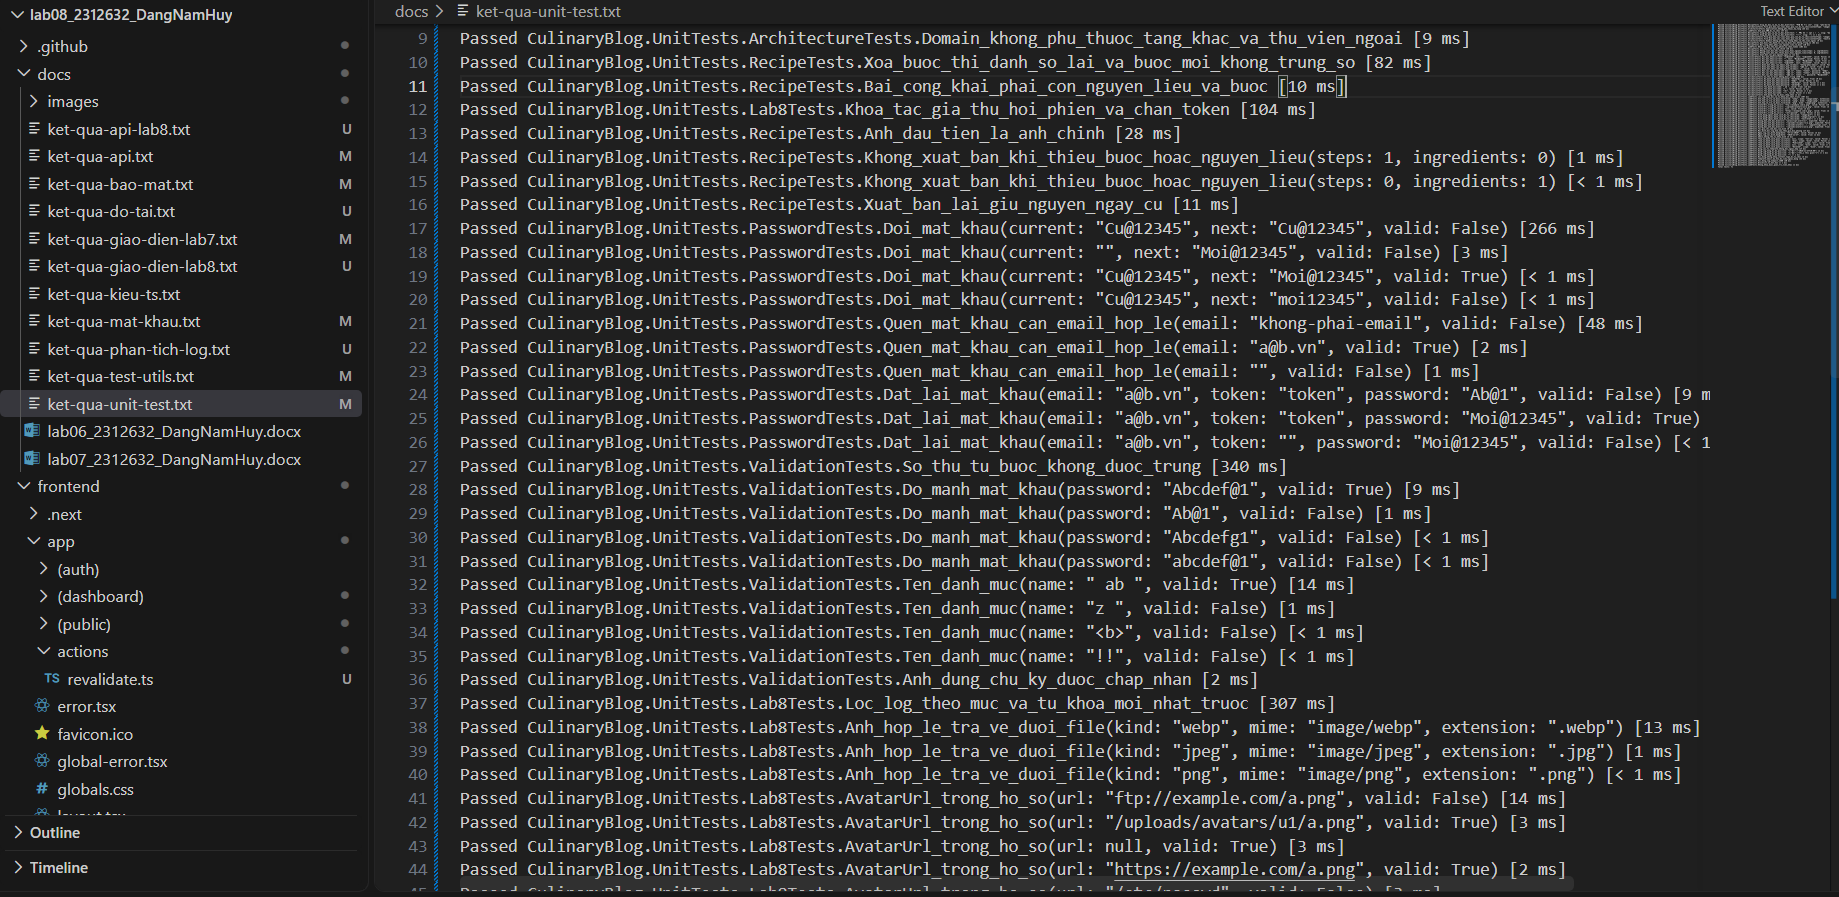 lab08_2312632_DangNamHuy
.github
docs
images
ket-qua-api-lab8.txt U
ket-qua-api.txt M
ket-qua-bao-mat.txt M
ket-qua-do-tai.txt U
ket-qua-giao-dien-lab7.txt M
ket-qua-giao-dien-lab8.txt U
ket-qua-kieu-ts.txt
ket-qua-mat-khau.txt M
ket-qua-phan-tich-log.txt U
ket-qua-test-utils.txt M
ket-qua-unit-test.txt M
lab06_2312632_DangNamHuy.docx
lab07_2312632_DangNamHuy.docx
frontend
.next
app
(auth)
(dashboard)
(public)
actions
TS revalidate.ts U
error.tsx
favicon.ico
global-error.tsx
# globals.css
layout.tsx
Outline
Timeline
docs > ket-qua-unit-test.txt
Text Editor
9 Passed CulinaryBlog.UnitTests.ArchitectureTests.Domain_khong_phu_thuoc_tang_khac_va_thu_vien_ngoai [9 ms]
10 Passed CulinaryBlog.UnitTests.RecipeTests.Xoa_buoc_thi_danh_so_lai_va_buoc_moi_khong_trung_so [82 ms]
11 Passed CulinaryBlog.UnitTests.RecipeTests.Bai_cong_khai_phai_con_nguyen_lieu_va_buoc [10 ms]
12 Passed CulinaryBlog.UnitTests.Lab8Tests.Khoa_tac_gia_thu_hoi_phien_va_chan_token [104 ms]
13 Passed CulinaryBlog.UnitTests.RecipeTests.Anh_dau_tien_la_anh_chinh [28 ms]
14 Passed CulinaryBlog.UnitTests.RecipeTests.Khong_xuat_ban_khi_thieu_buoc_hoac_nguyen_lieu(steps: 1, ingredients: 0) [1 ms]
15 Passed CulinaryBlog.UnitTests.RecipeTests.Khong_xuat_ban_khi_thieu_buoc_hoac_nguyen_lieu(steps: 0, ingredients: 1) [< 1 ms]
16 Passed CulinaryBlog.UnitTests.RecipeTests.Xuat_ban_lai_giu_nguyen_ngay_cu [11 ms]
17 Passed CulinaryBlog.UnitTests.PasswordTests.Doi_mat_khau(current: "Cu@12345", next: "Cu@12345", valid: False) [266 ms]
18 Passed CulinaryBlog.UnitTests.PasswordTests.Doi_mat_khau(current: "", next: "Moi@12345", valid: False) [3 ms]
19 Passed CulinaryBlog.UnitTests.PasswordTests.Doi_mat_khau(current: "Cu@12345", next: "Moi@12345", valid: True) [< 1 ms]
20 Passed CulinaryBlog.UnitTests.PasswordTests.Doi_mat_khau(current: "Cu@12345", next: "moi12345", valid: False) [< 1 ms]
21 Passed CulinaryBlog.UnitTests.PasswordTests.Quen_mat_khau_can_email_hop_le(email: "khong-phai-email", valid: False) [48 ms]
22 Passed CulinaryBlog.UnitTests.PasswordTests.Quen_mat_khau_can_email_hop_le(email: "a@b.vn", valid: True) [2 ms]
23 Passed CulinaryBlog.UnitTests.PasswordTests.Quen_mat_khau_can_email_hop_le(email: "", valid: False) [1 ms]
24 Passed CulinaryBlog.UnitTests.PasswordTests.Dat_lai_mat_khau(email: "a@b.vn", token: "token", password: "Ab@1", valid: False) [9 m
25 Passed CulinaryBlog.UnitTests.PasswordTests.Dat_lai_mat_khau(email: "a@b.vn", token: "token", password: "Moi@12345", valid: True)
26 Passed CulinaryBlog.UnitTests.PasswordTests.Dat_lai_mat_khau(email: "a@b.vn", token: "", password: "Moi@12345", valid: False) [< 1
27 Passed CulinaryBlog.UnitTests.ValidationTests.So_thu_tu_buoc_khong_duoc_trung [340 ms]
28 Passed CulinaryBlog.UnitTests.ValidationTests.Do_manh_mat_khau(password: "Abcdef@1", valid: True) [9 ms]
29 Passed CulinaryBlog.UnitTests.ValidationTests.Do_manh_mat_khau(password: "Ab@1", valid: False) [1 ms]
30 Passed CulinaryBlog.UnitTests.ValidationTests.Do_manh_mat_khau(password: "Abcdefg1", valid: False) [< 1 ms]
31 Passed CulinaryBlog.UnitTests.ValidationTests.Do_manh_mat_khau(password: "abcdef@1", valid: False) [< 1 ms]
32 Passed CulinaryBlog.UnitTests.ValidationTests.Ten_danh_muc(name: " ab ", valid: True) [14 ms]
33 Passed CulinaryBlog.UnitTests.ValidationTests.Ten_danh_muc(name: "z ", valid: False) [1 ms]
34 Passed CulinaryBlog.UnitTests.ValidationTests.Ten_danh_muc(name: "<b>", valid: False) [< 1 ms]
35 Passed CulinaryBlog.UnitTests.ValidationTests.Ten_danh_muc(name: "!!", valid: False) [< 1 ms]
36 Passed CulinaryBlog.UnitTests.ValidationTests.Anh_dung_chu_ky_duoc_chap_nhan [2 ms]
37 Passed CulinaryBlog.UnitTests.Lab8Tests.Loc_log_theo_muc_va_tu_khoa_moi_nhat_truoc [307 ms]
38 Passed CulinaryBlog.UnitTests.Lab8Tests.Anh_hop_le_tra_ve_duoi_file(kind: "webp", mime: "image/webp", extension: ".webp") [13 ms]
39 Passed CulinaryBlog.UnitTests.Lab8Tests.Anh_hop_le_tra_ve_duoi_file(kind: "jpeg", mime: "image/jpeg", extension: ".jpg") [1 ms]
40 Passed CulinaryBlog.UnitTests.Lab8Tests.Anh_hop_le_tra_ve_duoi_file(kind: "png", mime: "image/png", extension: ".png") [< 1 ms]
41 Passed CulinaryBlog.UnitTests.Lab8Tests.AvatarUrl_trong_ho_so(url: "ftp://example.com/a.png", valid: False) [14 ms]
42 Passed CulinaryBlog.UnitTests.Lab8Tests.AvatarUrl_trong_ho_so(url: "/uploads/avatars/u1/a.png", valid: True) [3 ms]
43 Passed CulinaryBlog.UnitTests.Lab8Tests.AvatarUrl_trong_ho_so(url: null, valid: True) [3 ms]
44 Passed CulinaryBlog.UnitTests.Lab8Tests.AvatarUrl_trong_ho_so(url: "https://example.com/a.png", valid: True) [2 ms]